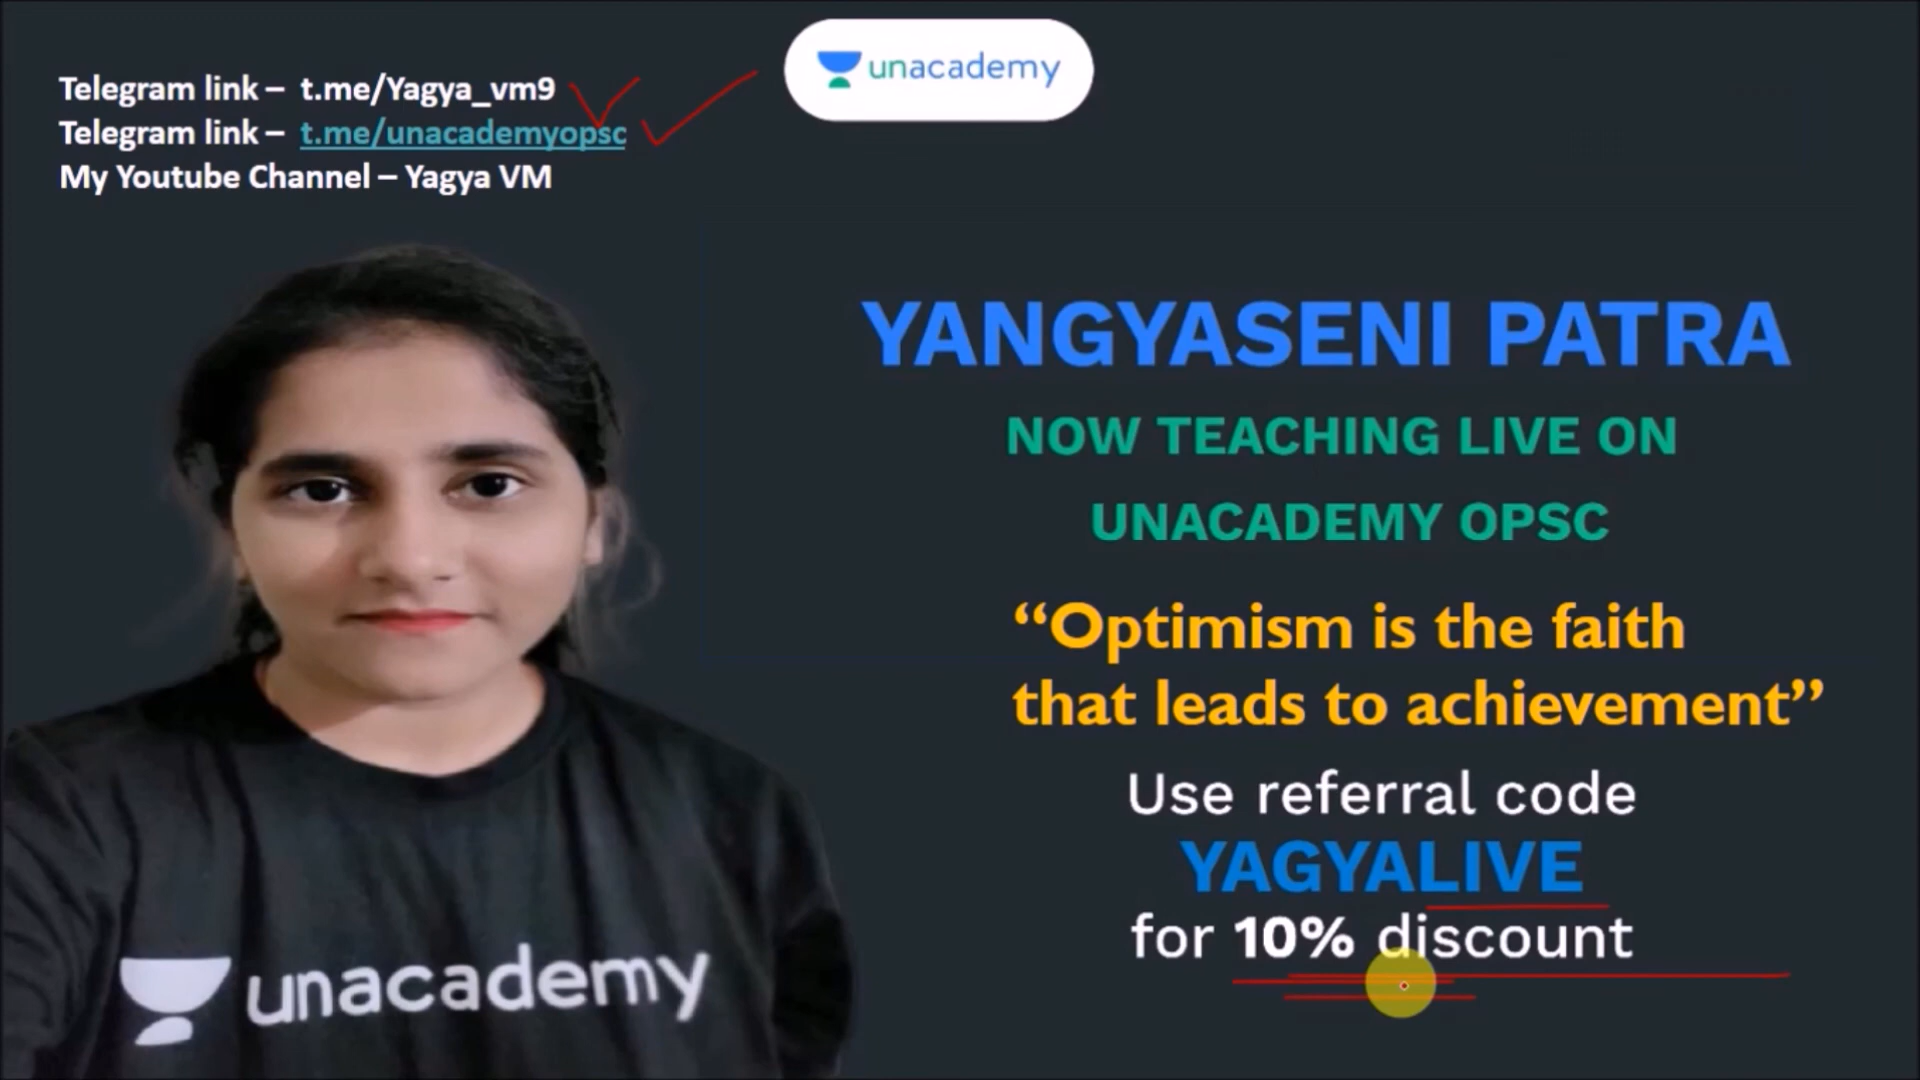 unacademy
Telegram link – t.me/Yagya_vm9
Telegram link – t.me/unacademyopsc
My Youtube Channel – Yagya VM
YANGYASENI PATRA
NOW TEACHING LIVE ON
UNACADEMY OPSC
“Optimism is the faith
that leads to achievement”
Use referral code
YAGYALIVE
for 10% discount
unacademy